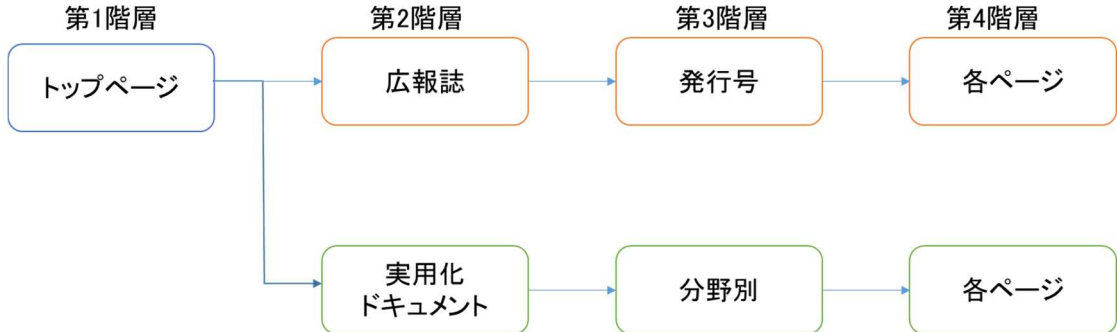 第1階層
第2階層
第3階層
第4階層
トップページ
広報誌
発行号
各ページ
実用化
ドキュメント
分野別
各ページ